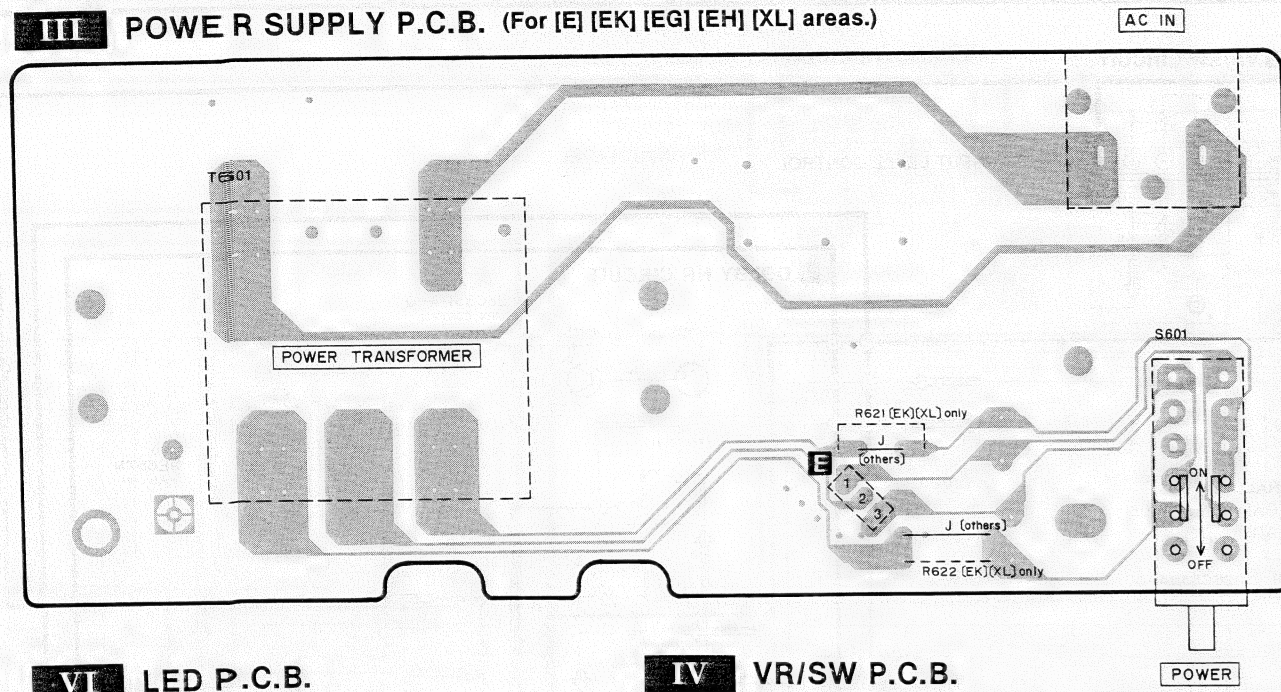 III POWER SUPPLY P.C.B. (For [E] [EK] [EG] [EH] [XL] areas.)
AC IN
T601
POWER TRANSFORMER
S601
R621 [EK][XL] only
J
[others]
E
1
2
3
ON
J [others]
OFF
R622 [EK][XL] only
VI LED P.C.B.
IV VR/SW P.C.B.
POWER